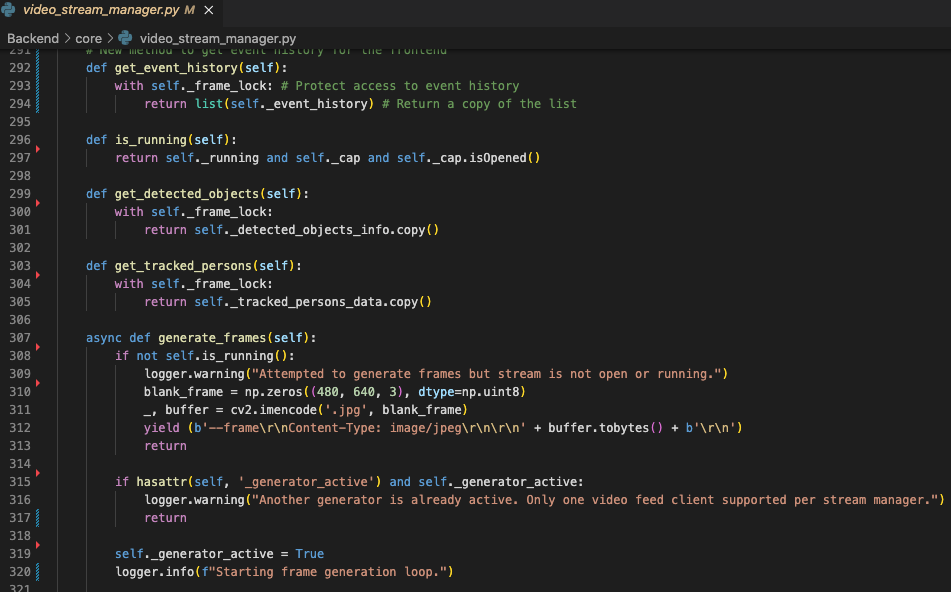 video_stream_manager.py M ×
Backend > core > video_stream_manager.py
291 # New method to get event history for the frontend
292 def get_event_history(self):
293 with self._frame_lock: # Protect access to event history
294 return list(self._event_history) # Return a copy of the list
295
296 def is_running(self):
297 return self._running and self._cap and self._cap.isOpened()
298
299 def get_detected_objects(self):
300 with self._frame_lock:
301 return self._detected_objects_info.copy()
302
303 def get_tracked_persons(self):
304 with self._frame_lock:
305 return self._tracked_persons_data.copy()
306
307 async def generate_frames(self):
308 if not self.is_running():
309 logger.warning("Attempted to generate frames but stream is not open or running.")
310 blank_frame = np.zeros((480, 640, 3), dtype=np.uint8)
311 _, buffer = cv2.imencode('.jpg', blank_frame)
312 yield (b'--frame\r\nContent-Type: image/jpeg\r\n\r\n' + buffer.tobytes() + b'\r\n')
313 return
314
315 if hasattr(self, '_generator_active') and self._generator_active:
316 logger.warning("Another generator is already active. Only one video feed client supported per stream manager.")
317 return
318
319 self._generator_active = True
320 logger.info(f"Starting frame generation loop.")
321